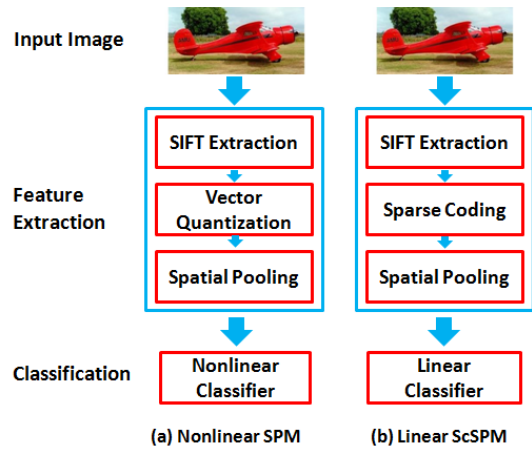 Input Image
SIFT Extraction
SIFT Extraction
Feature
Extraction
Vector
Quantization
Sparse Coding
Spatial Pooling
Spatial Pooling
Classification
Nonlinear
Classifier
Linear
Classifier
(a) Nonlinear SPM
(b) Linear ScSPM